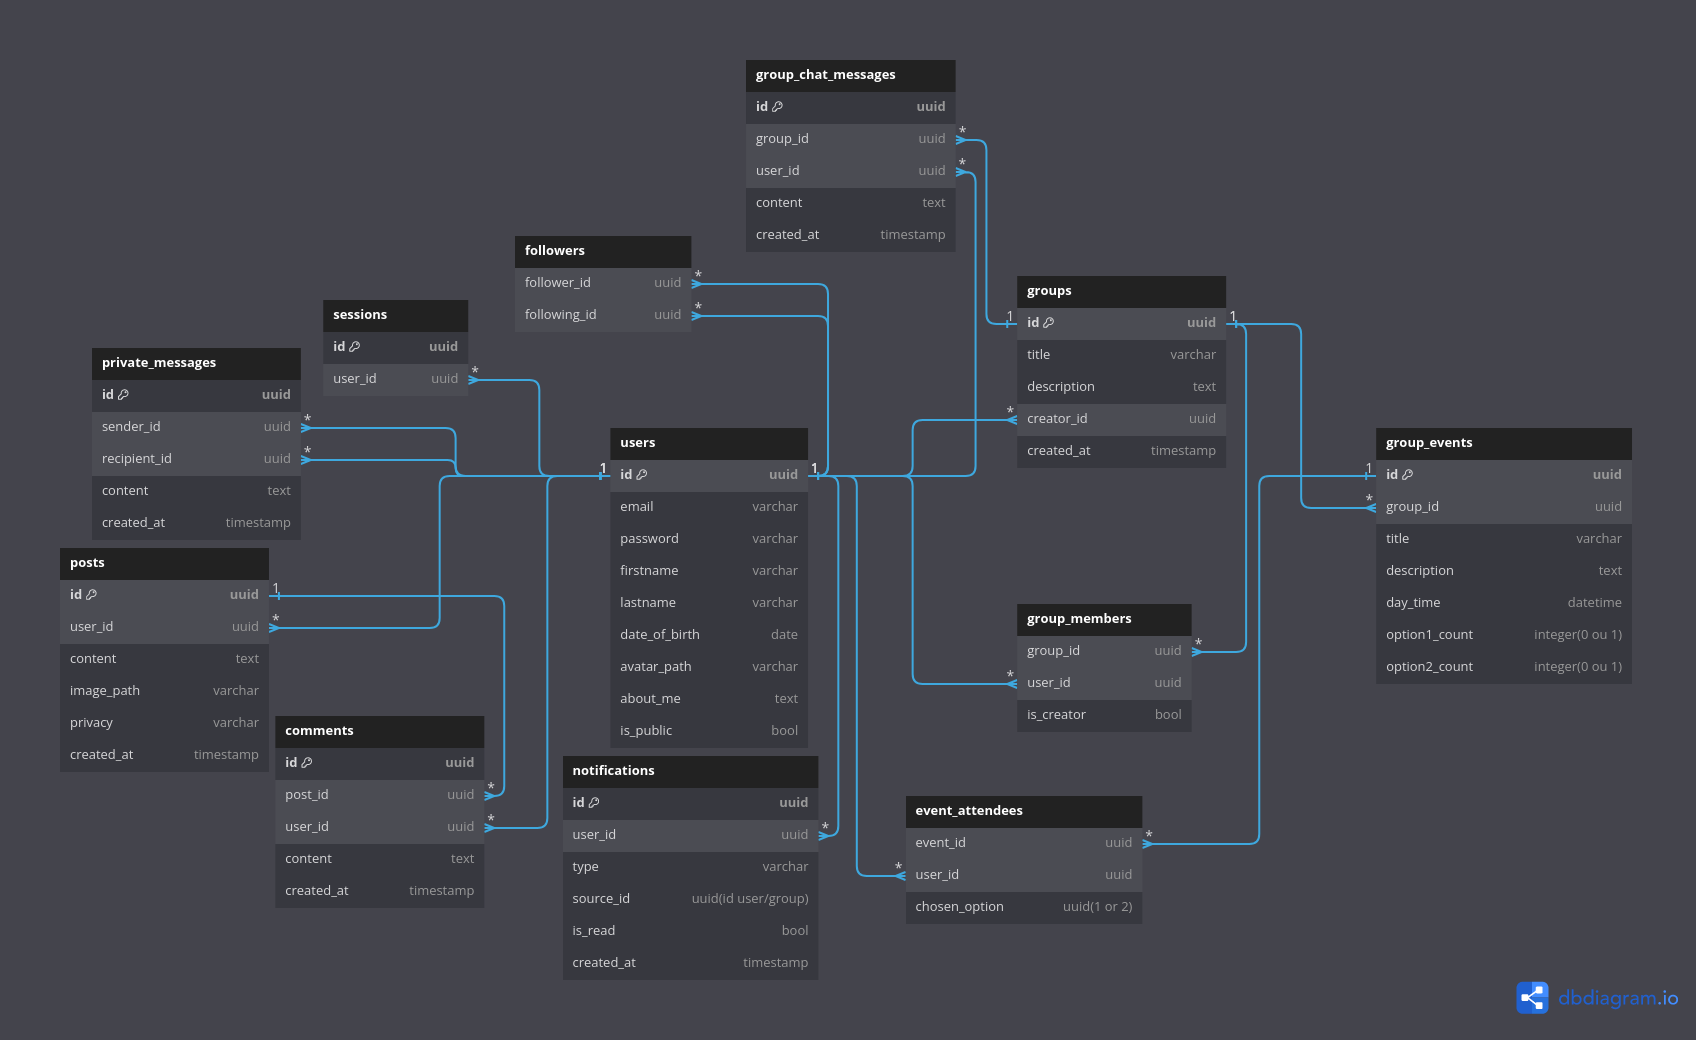 group_chat_messages
id uuid
group_id uuid
user_id uuid
content text
created_at timestamp
followers
follower_id uuid
following_id uuid
groups
id uuid
title varchar
description text
creator_id uuid
created_at timestamp
sessions
id uuid
user_id uuid
private_messages
id uuid
sender_id uuid
recipient_id uuid
content text
created_at timestamp
users
id uuid
email varchar
password varchar
firstname varchar
lastname varchar
date_of_birth date
avatar_path varchar
about_me text
is_public bool
group_events
id uuid
group_id uuid
title varchar
description text
day_time datetime
option1_count integer(0 ou 1)
option2_count integer(0 ou 1)
posts
id uuid
user_id uuid
content text
image_path varchar
privacy varchar
created_at timestamp
group_members
group_id uuid
user_id uuid
is_creator bool
comments
id uuid
post_id uuid
user_id uuid
content text
created_at timestamp
notifications
id uuid
user_id uuid
type varchar
source_id uuid(id user/group)
is_read bool
created_at timestamp
event_attendees
event_id uuid
user_id uuid
chosen_option uuid(1 or 2)
* * * * * * * * * * * * * * * *
1 1 1 1 1 1
dbdiagram.io